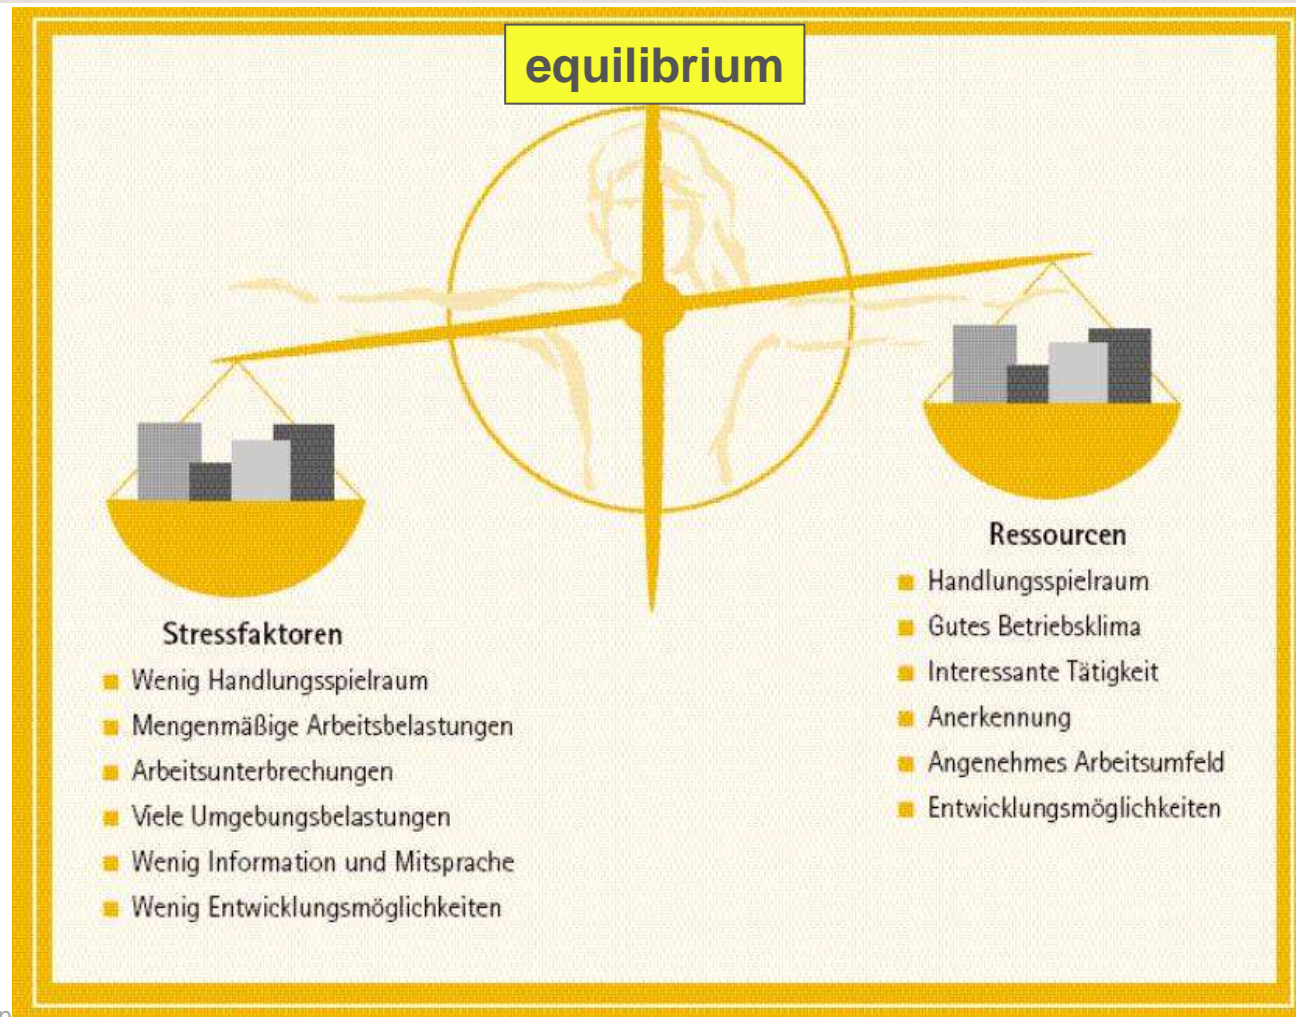 equilibrium
Stressfaktoren
Wenig Handlungsspielraum
Mengenmäßige Arbeitsbelastungen
Arbeitsunterbrechungen
Viele Umgebungsbelastungen
Wenig Information und Mitsprache
Wenig Entwicklungsmöglichkeiten
Ressourcen
Handlungsspielraum
Gutes Betriebsklima
Interessante Tätigkeit
Anerkennung
Angenehmes Arbeitsumfeld
Entwicklungsmöglichkeiten